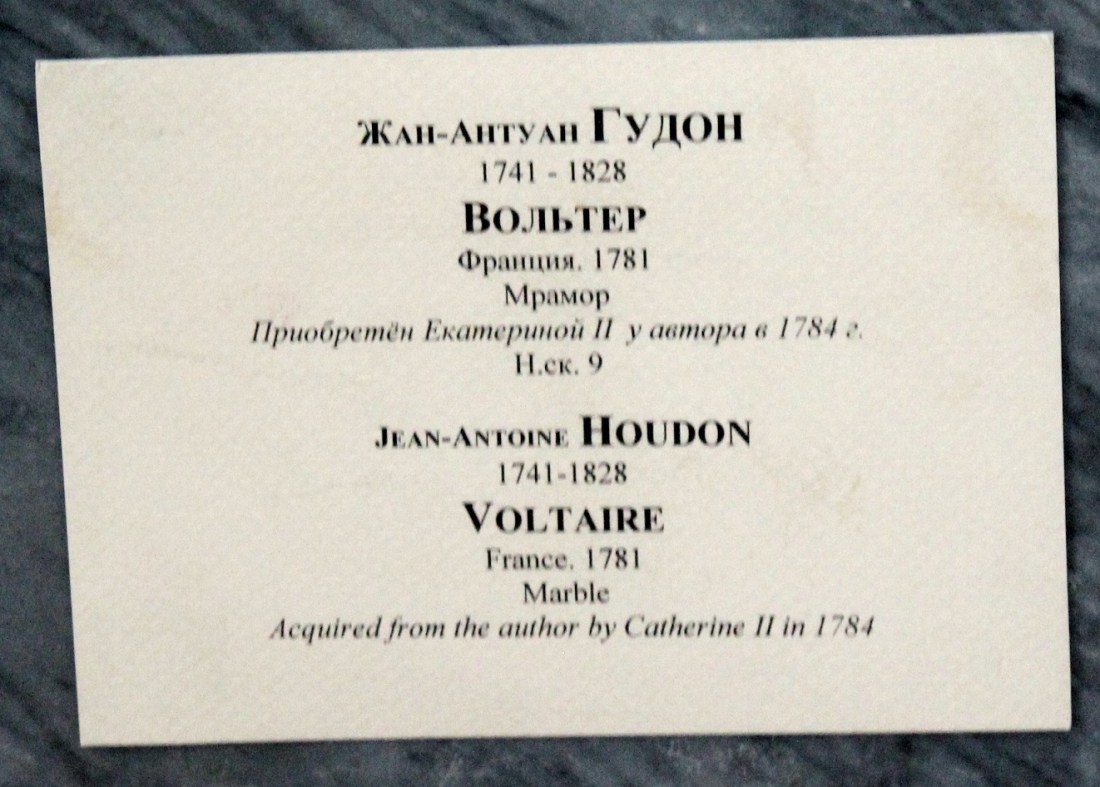 Жан-Антуан Гудон
1741 - 1828
Вольтер
Франция. 1781
Мрамор
Приобретён Екатериной II у автора в 1784 г.
Н.ск. 9
Jean-Antoine Houdon
1741-1828
Voltaire
France. 1781
Marble
Acquired from the author by Catherine II in 1784